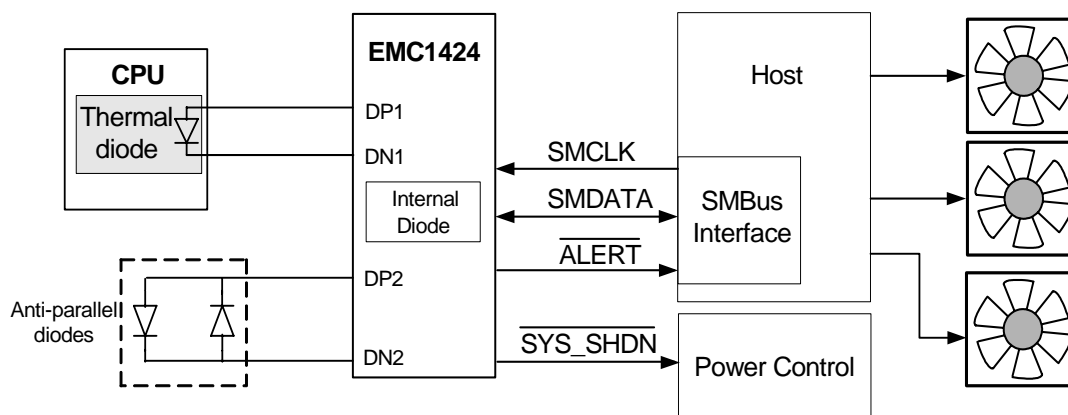 CPU
Thermal
diode
Anti-parallel
diodes
EMC1424
DP1
DN1
Internal
Diode
DP2
DN2
SMCLK
SMDATA
ALERT
SYS_SHDN
Host
SMBus
Interface
Power Control